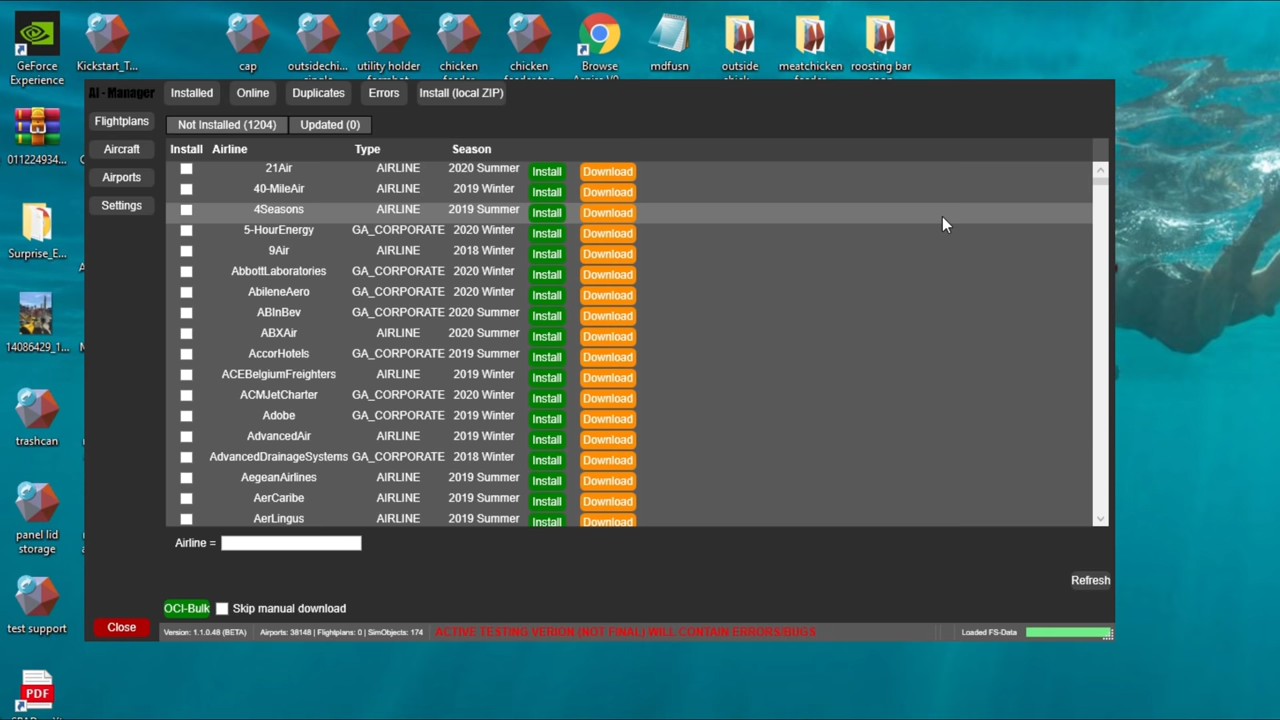 GeForce
Experience
Kickstart_T...
cap
outsidechi...
utility holder
chicken
chicken
Browse
mdfusn
outside
meatchicken
roosting bar
AI - Manager
Installed
Online
Duplicates
Errors
Install (local ZIP)
Flightplans
Aircraft
Airports
Settings
Not Installed (1204)
Updated (0)
Install Airline Type Season
21Air AIRLINE 2020 Summer Install Download
40-MileAir AIRLINE 2019 Winter Install Download
4Seasons AIRLINE 2019 Summer Install Download
5-HourEnergy GA_CORPORATE 2020 Winter Install Download
9Air AIRLINE 2018 Winter Install Download
AbbottLaboratories GA_CORPORATE 2020 Winter Install Download
AbileneAero GA_CORPORATE 2020 Winter Install Download
ABInBev GA_CORPORATE 2020 Summer Install Download
ABXAir AIRLINE 2020 Summer Install Download
AccorHotels GA_CORPORATE 2019 Summer Install Download
ACEBelgiumFreighters AIRLINE 2019 Winter Install Download
ACMJetCharter GA_CORPORATE 2020 Winter Install Download
Adobe GA_CORPORATE 2019 Winter Install Download
AdvancedAir AIRLINE 2019 Winter Install Download
AdvancedDrainageSystems GA_CORPORATE 2018 Winter Install Download
AegeanAirlines AIRLINE 2019 Summer Install Download
AerCaribe AIRLINE 2019 Summer Install Download
AerLingus AIRLINE 2019 Summer Install Download
Airline =
Refresh
OCI-Bulk
Skip manual download
Close
Version: 1.1.0.48 (BETA)
Airports: 38148 | Flightplans: 0 | SimObjects: 174
ACTIVE TESTING VERION (NOT FINAL) WILL CONTAIN ERRORS/BUGS
Loaded FS-Data
011224934...
Surprise_E...
14086429_1...
trashcan
panel lid
storage
test support
PDF